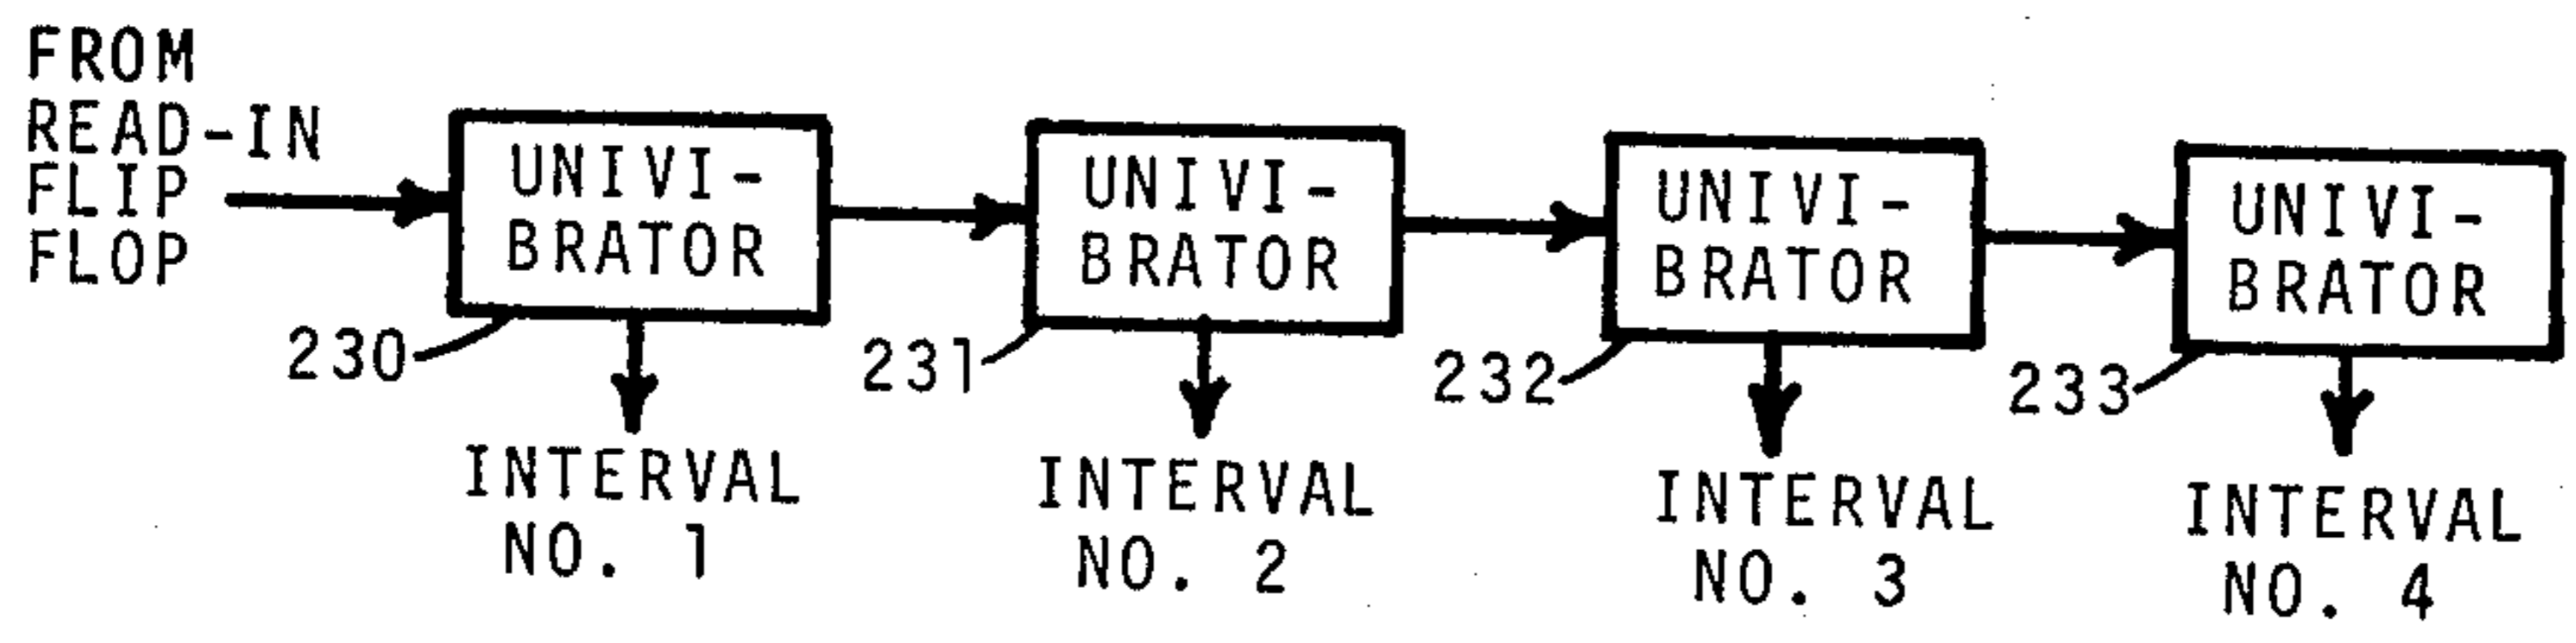 FROM
READ-IN
FLIP
FLOP
UNIVI-
BRATOR
230
INTERVAL
NO. 1
UNIVI-
BRATOR
231
INTERVAL
NO. 2
UNIVI-
BRATOR
232
INTERVAL
NO. 3
UNIVI-
BRATOR
233
INTERVAL
NO. 4